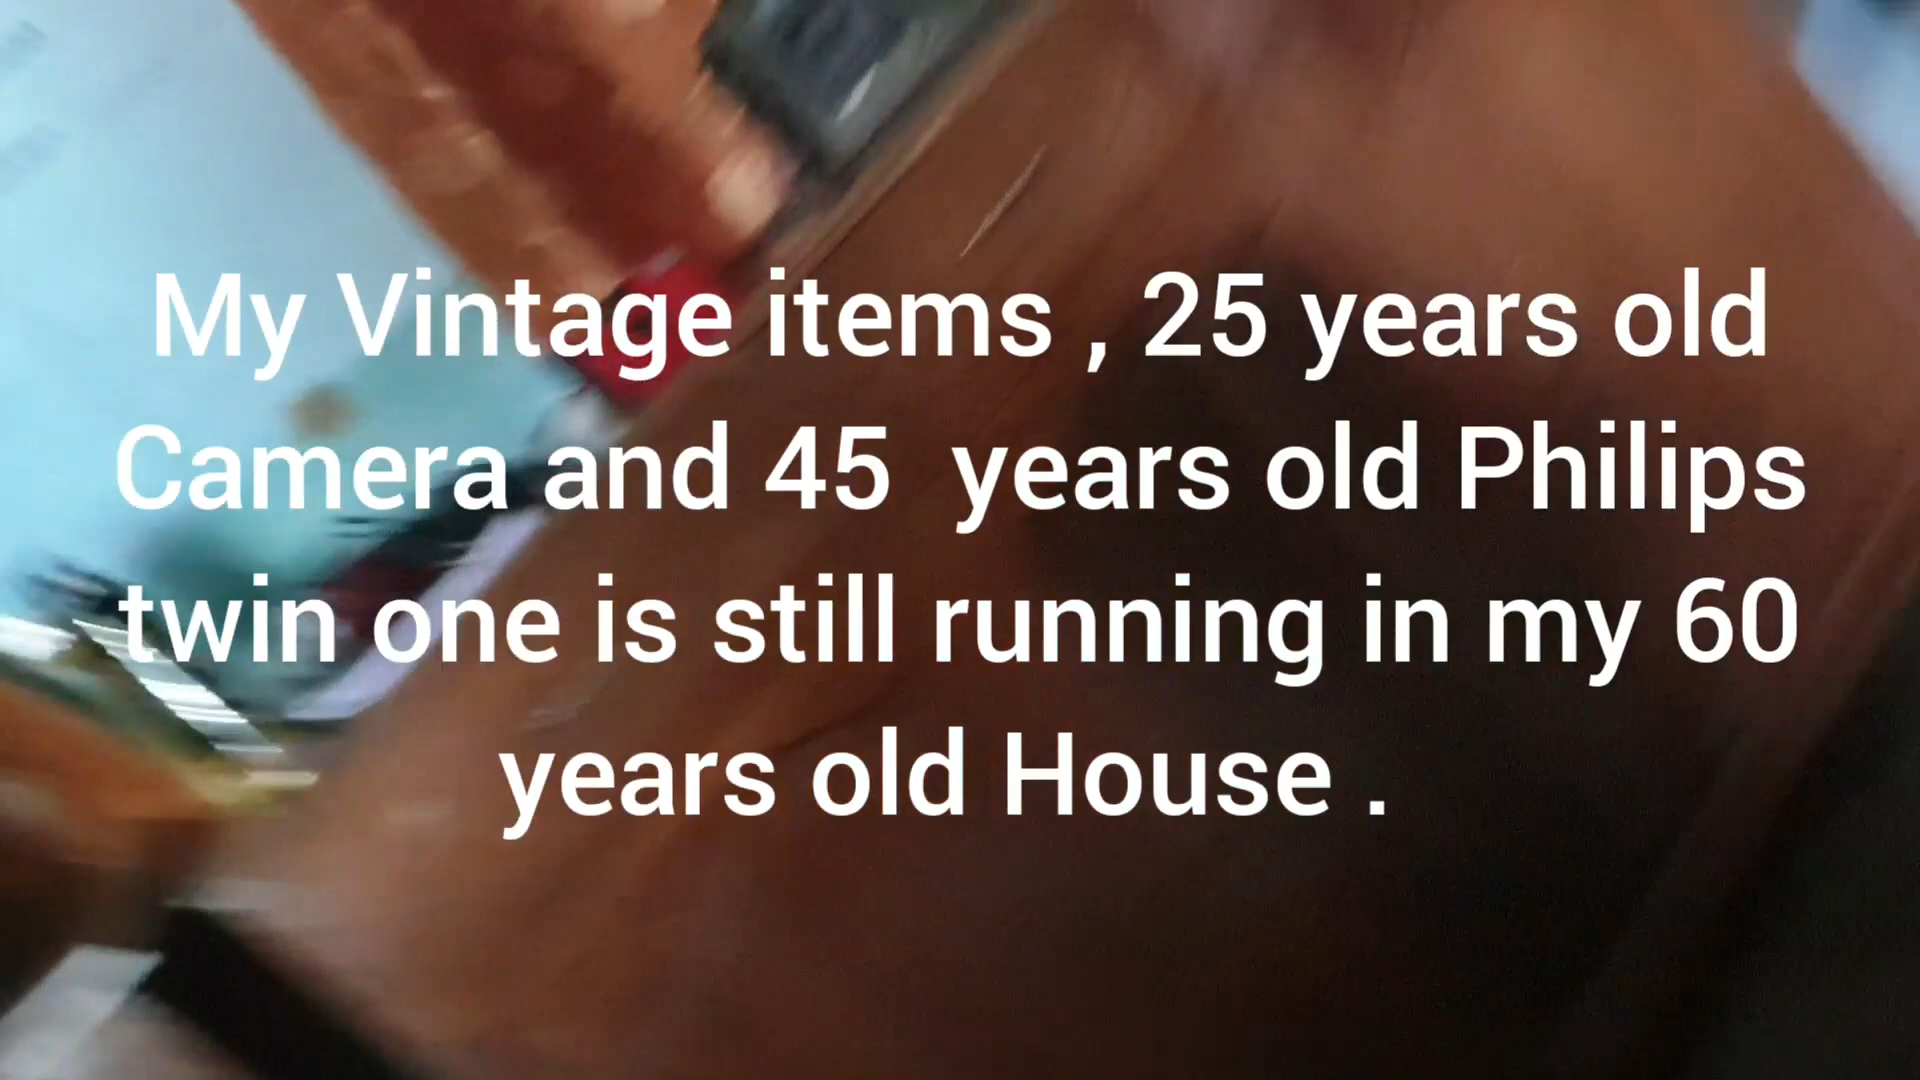 My Vintage items , 25 years old
Camera and 45  years old Philips
twin one is still running in my 60
years old House .